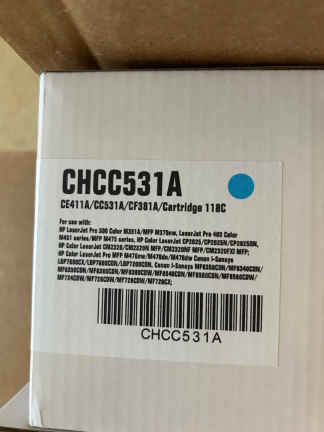 CHCC531A
CE411A/CC531A/CF381A/Cartridge 118C
For use with:
HP LaserJet Pro 300 Color M351A/MFP M375nw, LaserJet Pro 400 Color
M451 series/MFP M475 series, HP Color LaserJet CP2025/CP2025N/CP2025DN,
HP Color LaserJet CM2320/CM2320N MFP/CM2320NF MFP/CM2320FXI MFP;
HP Color LaserJet Pro MFP M476nw/M476dn/M476dw Canon i-Sensys
CHCC531A